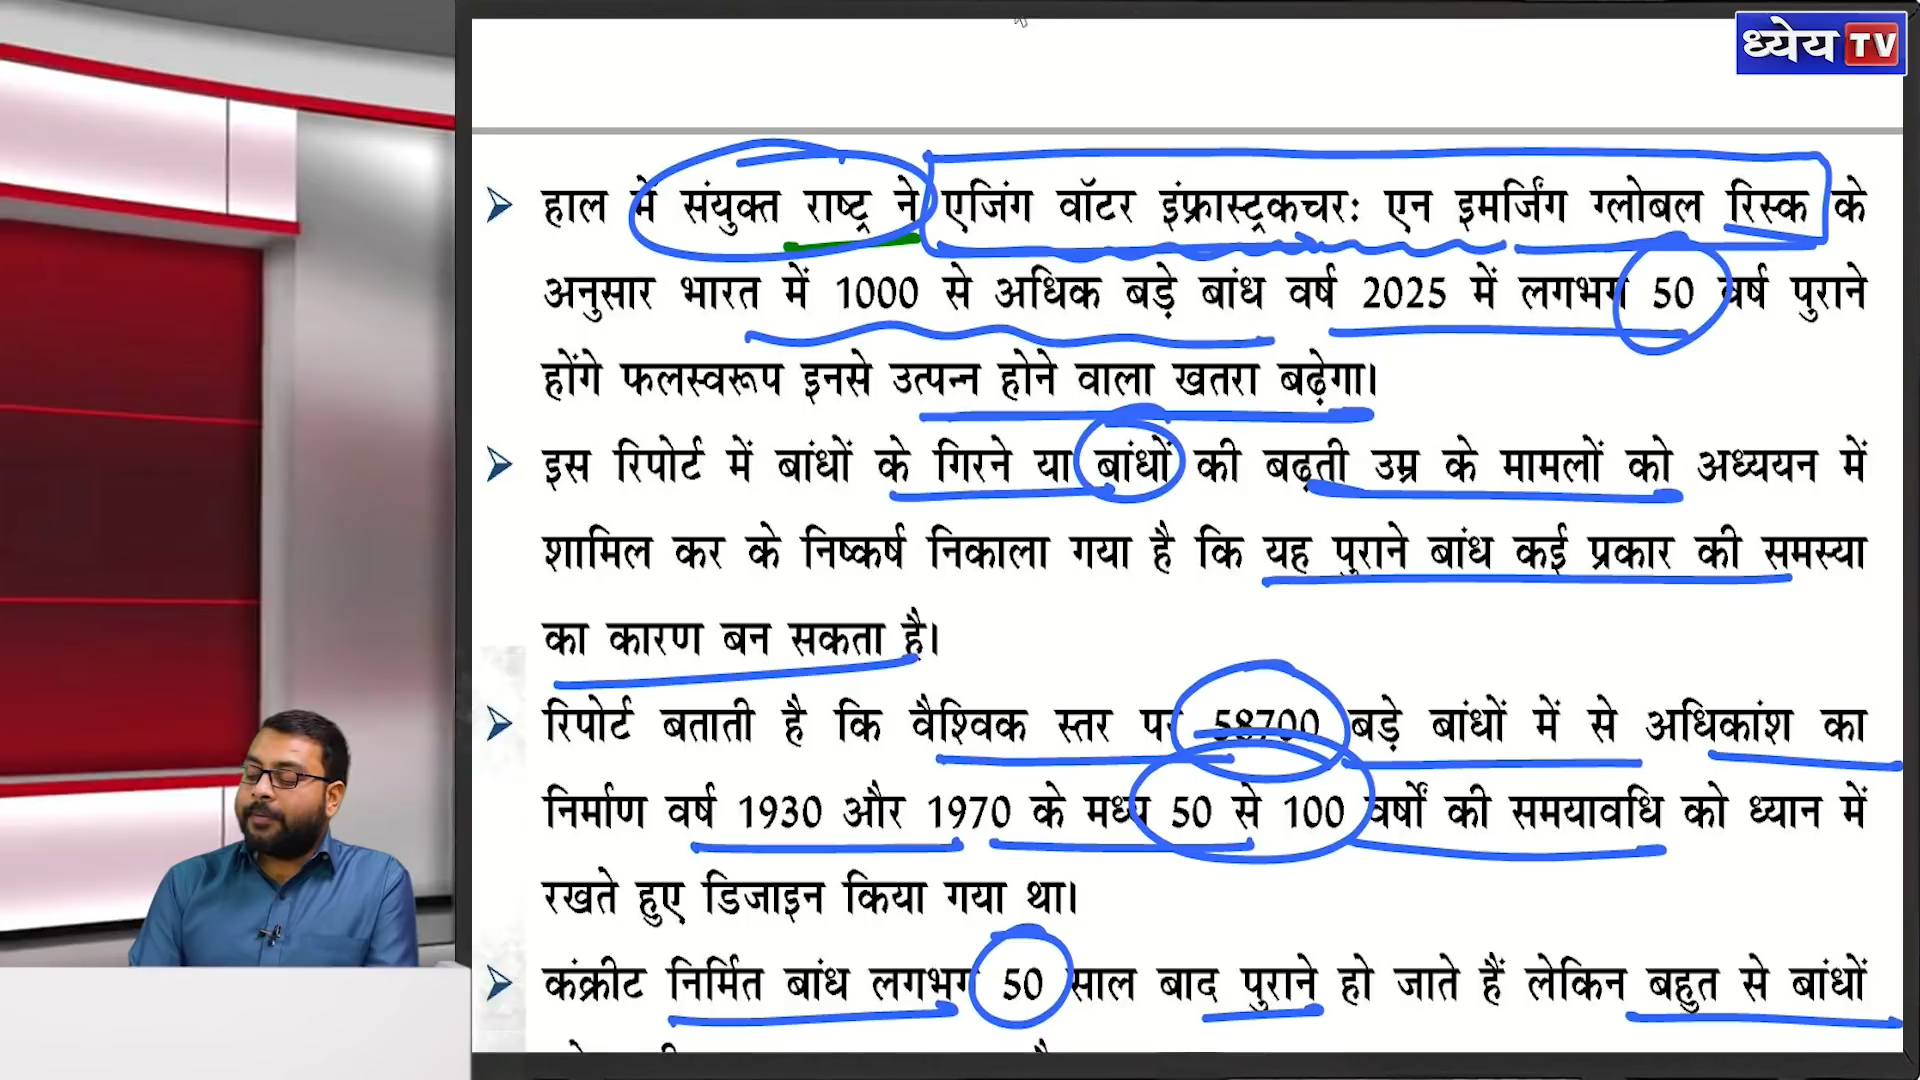 ध्येय TV
हाल मे संयुक्त राष्ट्र ने एजिंग वॉटर इंफ्रास्ट्रकचरः एन इमर्जिंग ग्लोबल रिस्क के
अनुसार भारत में 1000 से अधिक बड़े बांध वर्ष 2025 में लगभग 50 वर्ष पुराने
होंगे फलस्वरूप इनसे उत्पन्न होने वाला खतरा बढ़ेगा।
इस रिपोर्ट में बांधों के गिरने या बांधों की बढ़ती उम्र के मामलों को अध्ययन में
शामिल कर के निष्कर्ष निकाला गया है कि यह पुराने बांध कई प्रकार की समस्या
का कारण बन सकता है।
रिपोर्ट बताती है कि वैश्विक स्तर पर 58700 बड़े बांधों में से अधिकांश का
निर्माण वर्ष 1930 और 1970 के मध्य 50 से 100 वर्षों की समयावधि को ध्यान में
रखते हुए डिजाइन किया गया था।
कंक्रीट निर्मित बांध लगभग 50 साल बाद पुराने हो जाते हैं लेकिन बहुत से बांधों